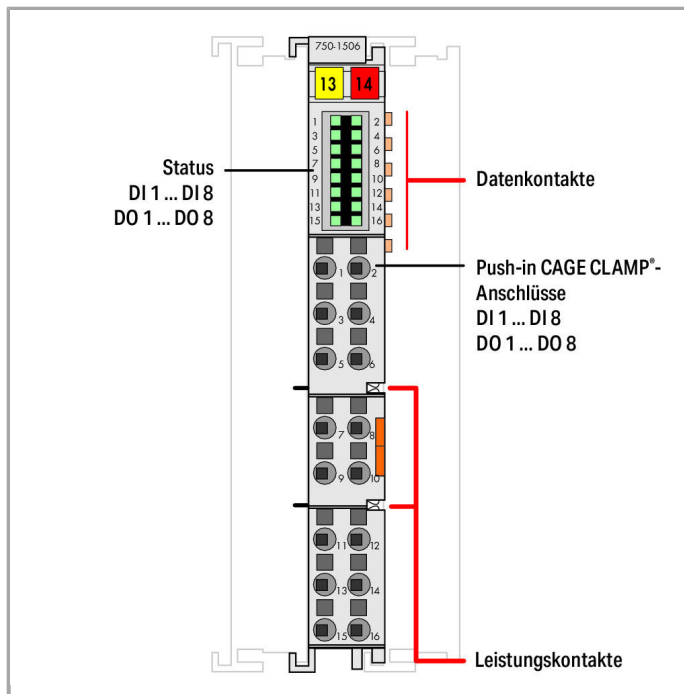 750-1506
13 14
1 2
3 4
5 6
7 8
9 10
11 12
13 14
15 16
Status
DI 1 ... DI 8
DO 1 ... DO 8
Datenkontakte
Push-in CAGE CLAMP®-
Anschlüsse
DI 1 ... DI 8
DO 1 ... DO 8
1 2
3 4
5 6
7 8
9 10
11 12
13 14
15 16
Leistungskontakte